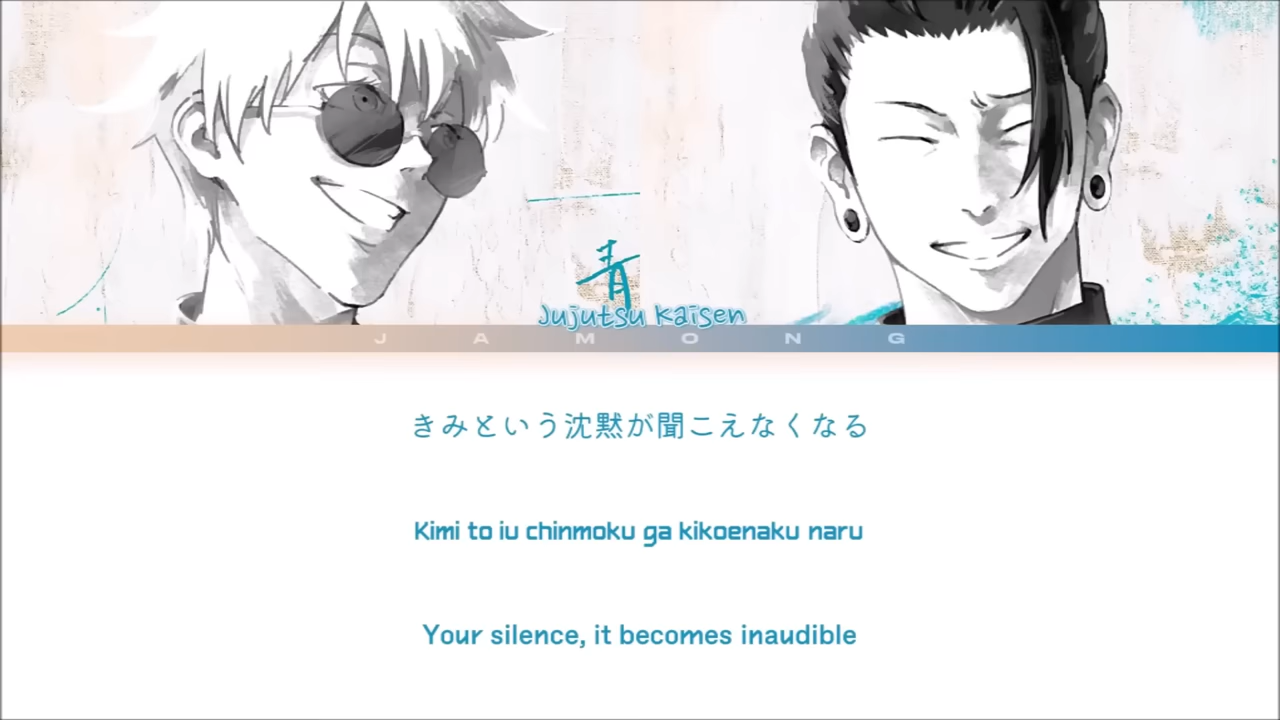 青
Jujutsu Kaisen
JAMONG
きみという沈黙が聞こえなくなる
Kimi to iu chinmoku ga kikoenaku naru
Your silence, it becomes inaudible